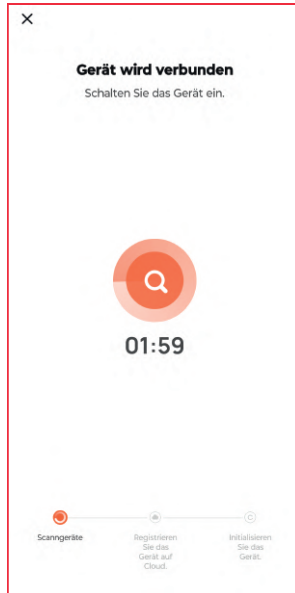 Gerät wird verbunden
Schalten Sie das Gerät ein.
01:59
Scanngeräte
Registrieren
Sie das
Gerät auf
Cloud.
Initialisieren
Sie das
Gerät.